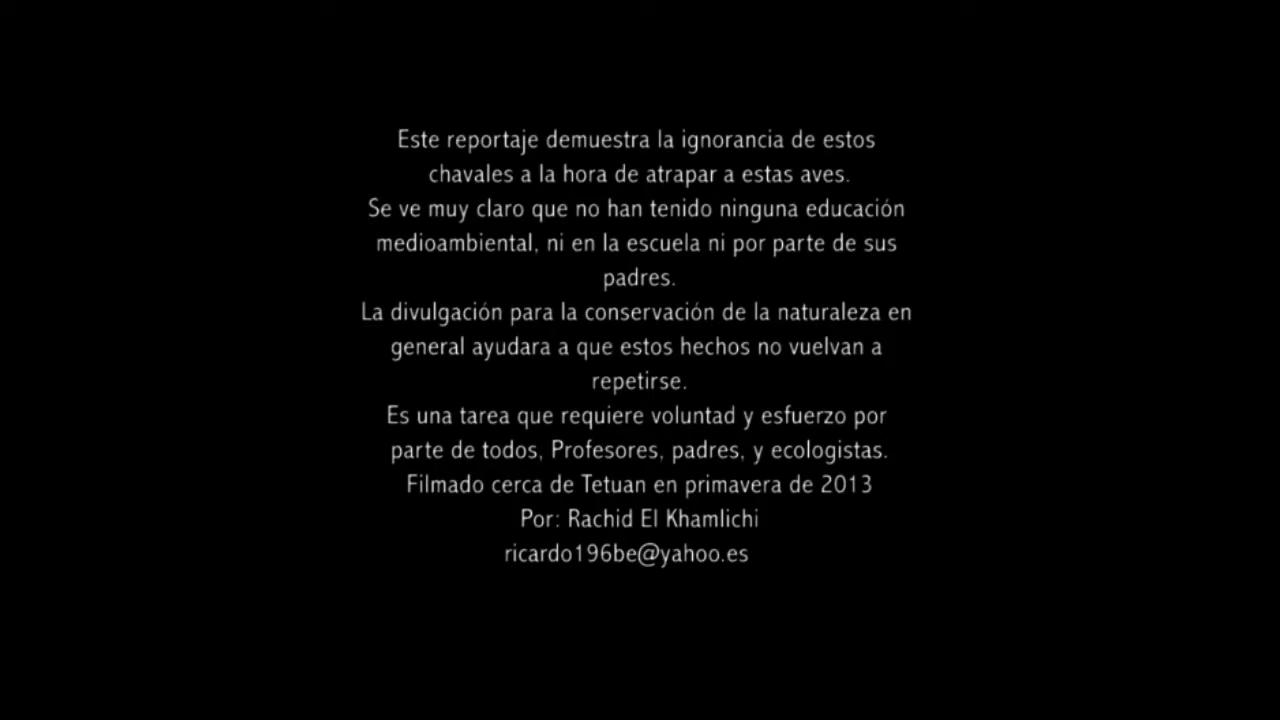 Este reportaje demuestra la ignorancia de estos
chavales a la hora de atrapar a estas aves.
Se ve muy claro que no han tenido ninguna educación
medioambiental, ni en la escuela ni por parte de sus
padres.
La divulgación para la conservación de la naturaleza en
general ayudara a que estos hechos no vuelvan a
repetirse.
Es una tarea que requiere voluntad y esfuerzo por
parte de todos, Profesores, padres, y ecologistas.
Filmado cerca de Tetuan en primavera de 2013
Por: Rachid El Khamlichi
ricardo196be@yahoo.es